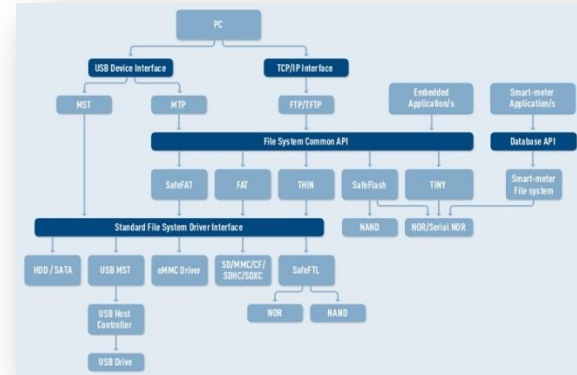 PC
USB Device Interface
TCP/IP Interface
MST
MTP
FTP/TFTP
Embedded
Application/s
Smart-meter
Application/s
File System Common API
Database API
SafeFAT
FAT
THIN
SafeFlash
TINY
Smart-meter
File system
Standard File System Driver Interface
NAND
NOR/Serial NOR
HDD / SATA
USB MST
eMMC Driver
SD/MMC/CF/
SDHC/SDXC
SafeFTL
USB Host
Controller
NOR
NAND
USB Drive